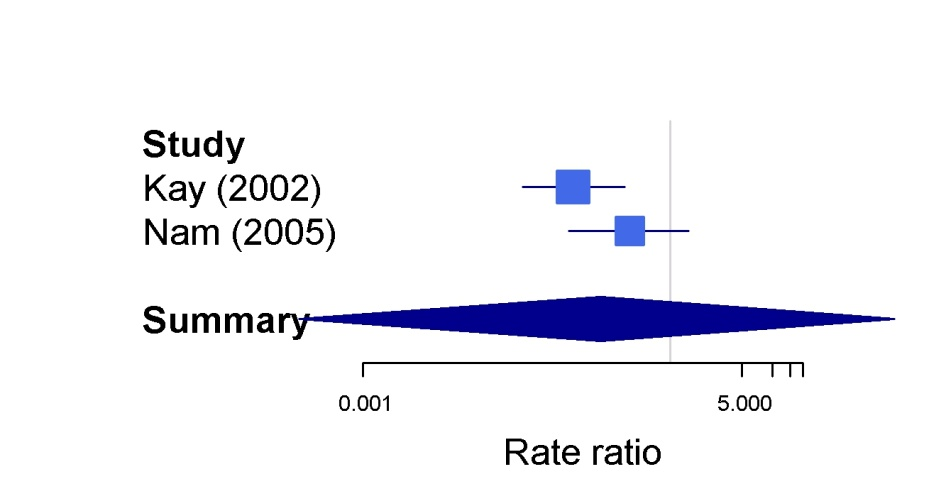 Study
Kay (2002)
Nam (2005)
Summary
0.001 5.000
Rate ratio